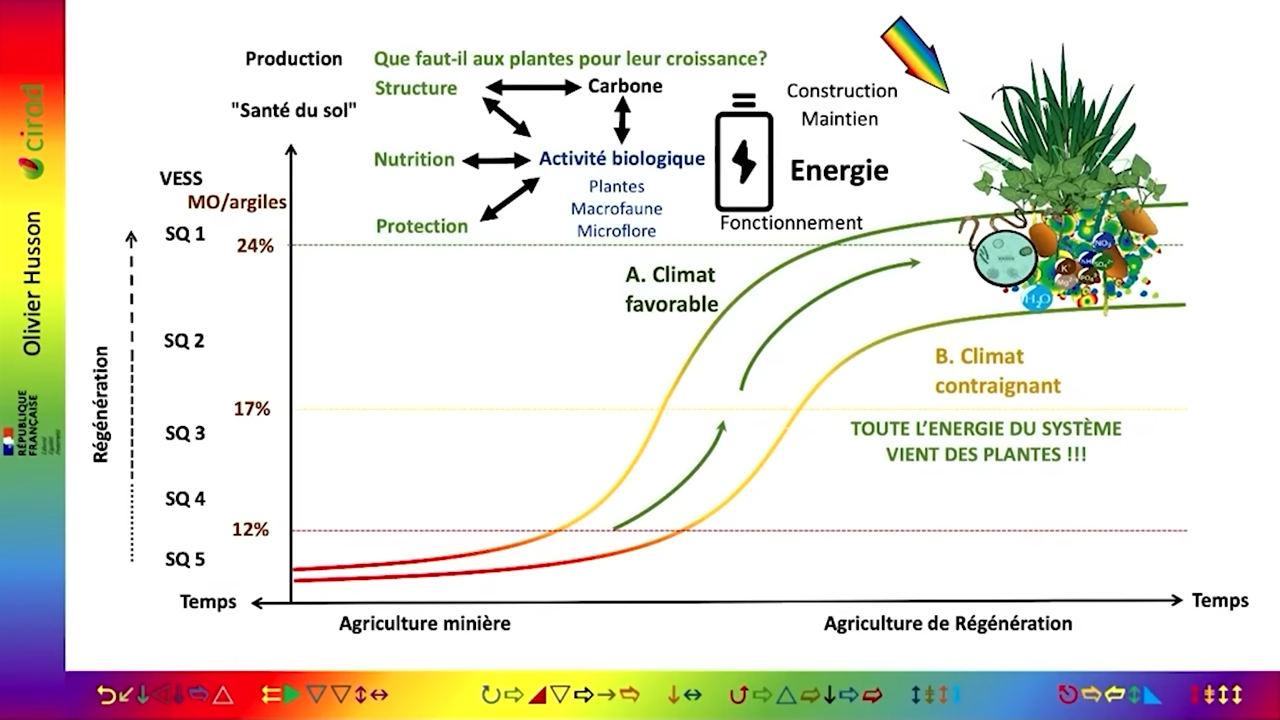 cirad
Olivier Husson
RÉPUBLIQUE
FRANÇAISE
Production
"Santé du sol"
Que faut-il aux plantes pour leur croissance?
Structure
Carbone
Nutrition
Activité biologique
Plantes
Macrofaune
Microflore
Protection
Construction
Maintien
Energie
Fonctionnement
VESS
MO/argiles
SQ 1
24%
SQ 2
17%
SQ 3
SQ 4
12%
SQ 5
Régénération
A. Climat
favorable
B. Climat
contraignant
TOUTE L'ENERGIE DU SYSTÈME
VIENT DES PLANTES !!!
NO₃
K⁺
H₂O
Temps
Temps
Agriculture minière
Agriculture de Régénération